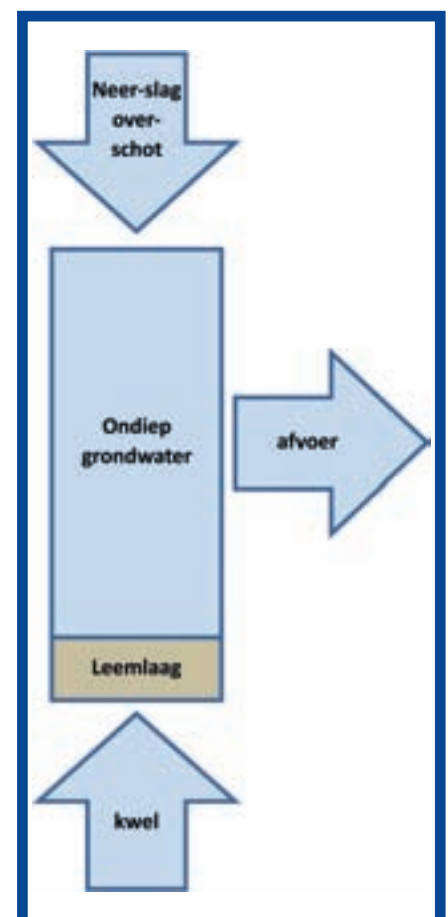 Neer-slag
over-
schot
Ondiep
grondwater
afvoer
Leemlaag
kwel